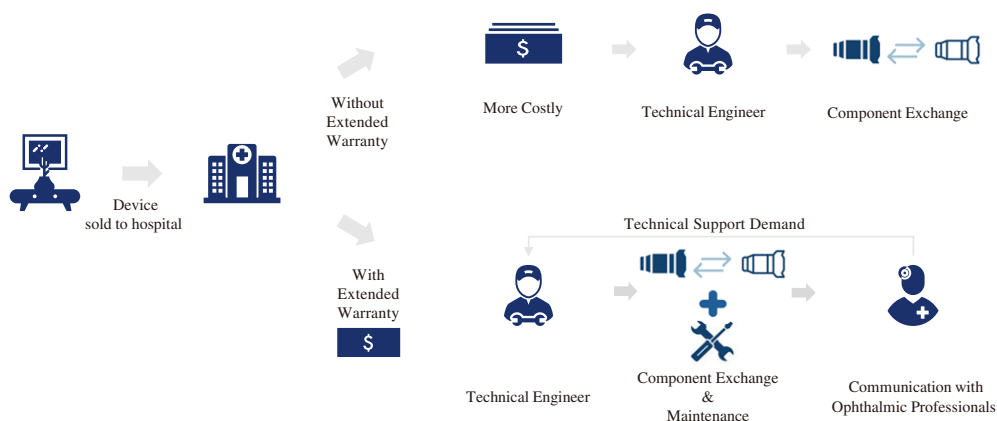 Device
sold to hospital
Without
Extended
Warranty
$
More Costly
Technical Engineer
Component Exchange
With
Extended
Warranty
$
Technical Support Demand
Technical Engineer
Component Exchange
&
Maintenance
Communication with
Ophthalmic Professionals